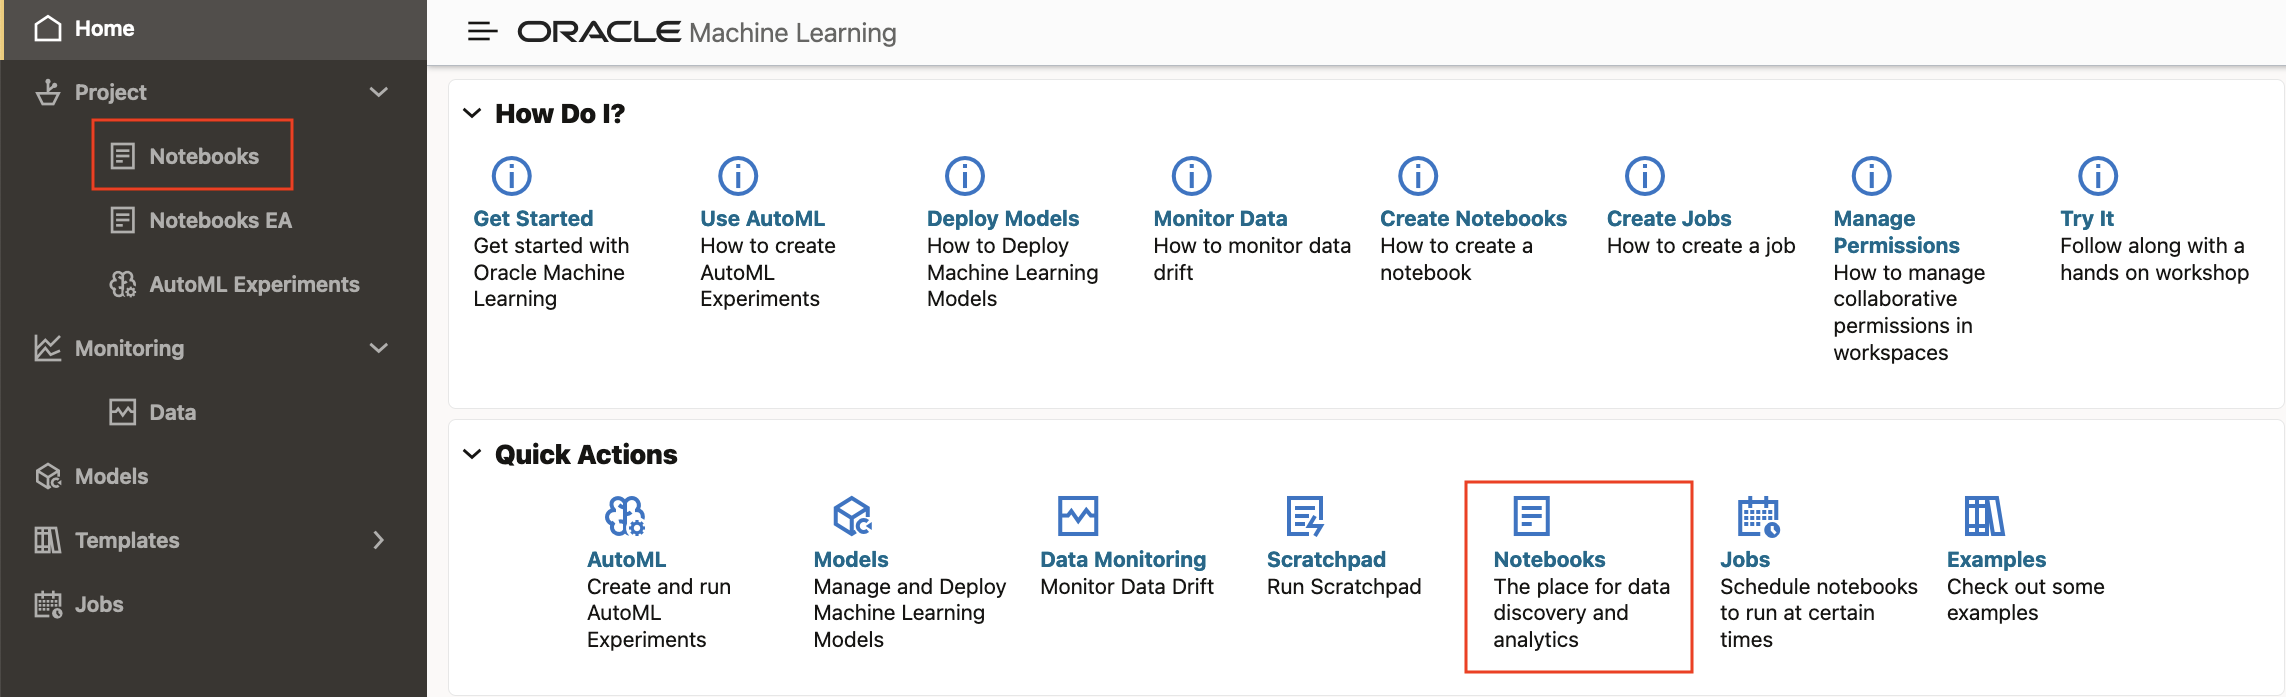 Home
Project
Notebooks
Notebooks EA
AutoML Experiments
Monitoring
Data
Models
Templates
Jobs
ORACLE Machine Learning
How Do I?
Get Started
Get started with
Oracle Machine
Learning
Use AutoML
How to create
AutoML
Experiments
Deploy Models
How to Deploy
Machine Learning
Models
Monitor Data
How to monitor data
drift
Create Notebooks
How to create a
notebook
Create Jobs
How to create a job
Manage
Permissions
How to manage
collaborative
permissions in
workspaces
Try It
Follow along with a
hands on workshop
Quick Actions
AutoML
Create and run
AutoML
Experiments
Models
Manage and Deploy
Machine Learning
Models
Data Monitoring
Monitor Data Drift
Scratchpad
Run Scratchpad
Notebooks
The place for data
discovery and
analytics
Jobs
Schedule notebooks
to run at certain
times
Examples
Check out some
examples